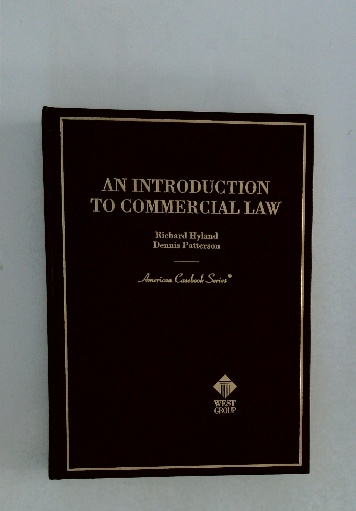 AN INTRODUCTION
TO COMMERCIAL LAW
Richard Hyland
Dennis Patterson
American Casebook Series®
WEST
GROUP